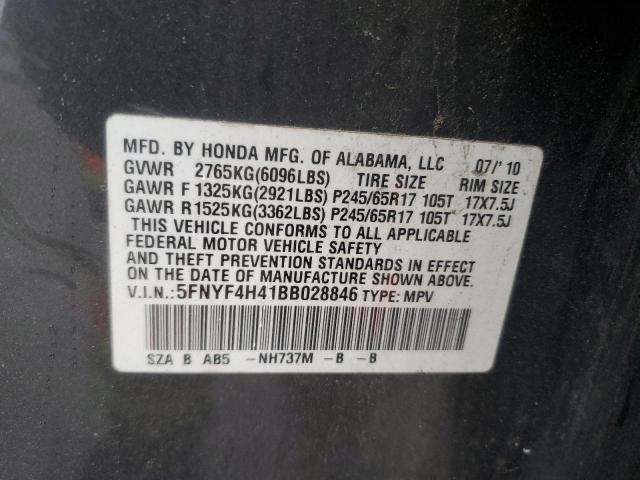 MFD. BY HONDA MFG. OF ALABAMA, LLC 07/'10
GVWR 2765KG(6096LBS) TIRE SIZE RIM SIZE
GAWR F 1325KG(2921LBS) P245/65R17 105T 17X7.5J
GAWR R1525KG(3362LBS) P245/65R17 105T 17X7.5J
THIS VEHICLE CONFORMS TO ALL APPLICABLE
FEDERAL MOTOR VEHICLE SAFETY
AND THEFT PREVENTION STANDARDS IN EFFECT
ON THE DATE OF MANUFACTURE SHOWN ABOVE.
V.I.N.:5FNYF4H41BB028846 TYPE: MPV
SZA B AB5 -NH737M -B -B